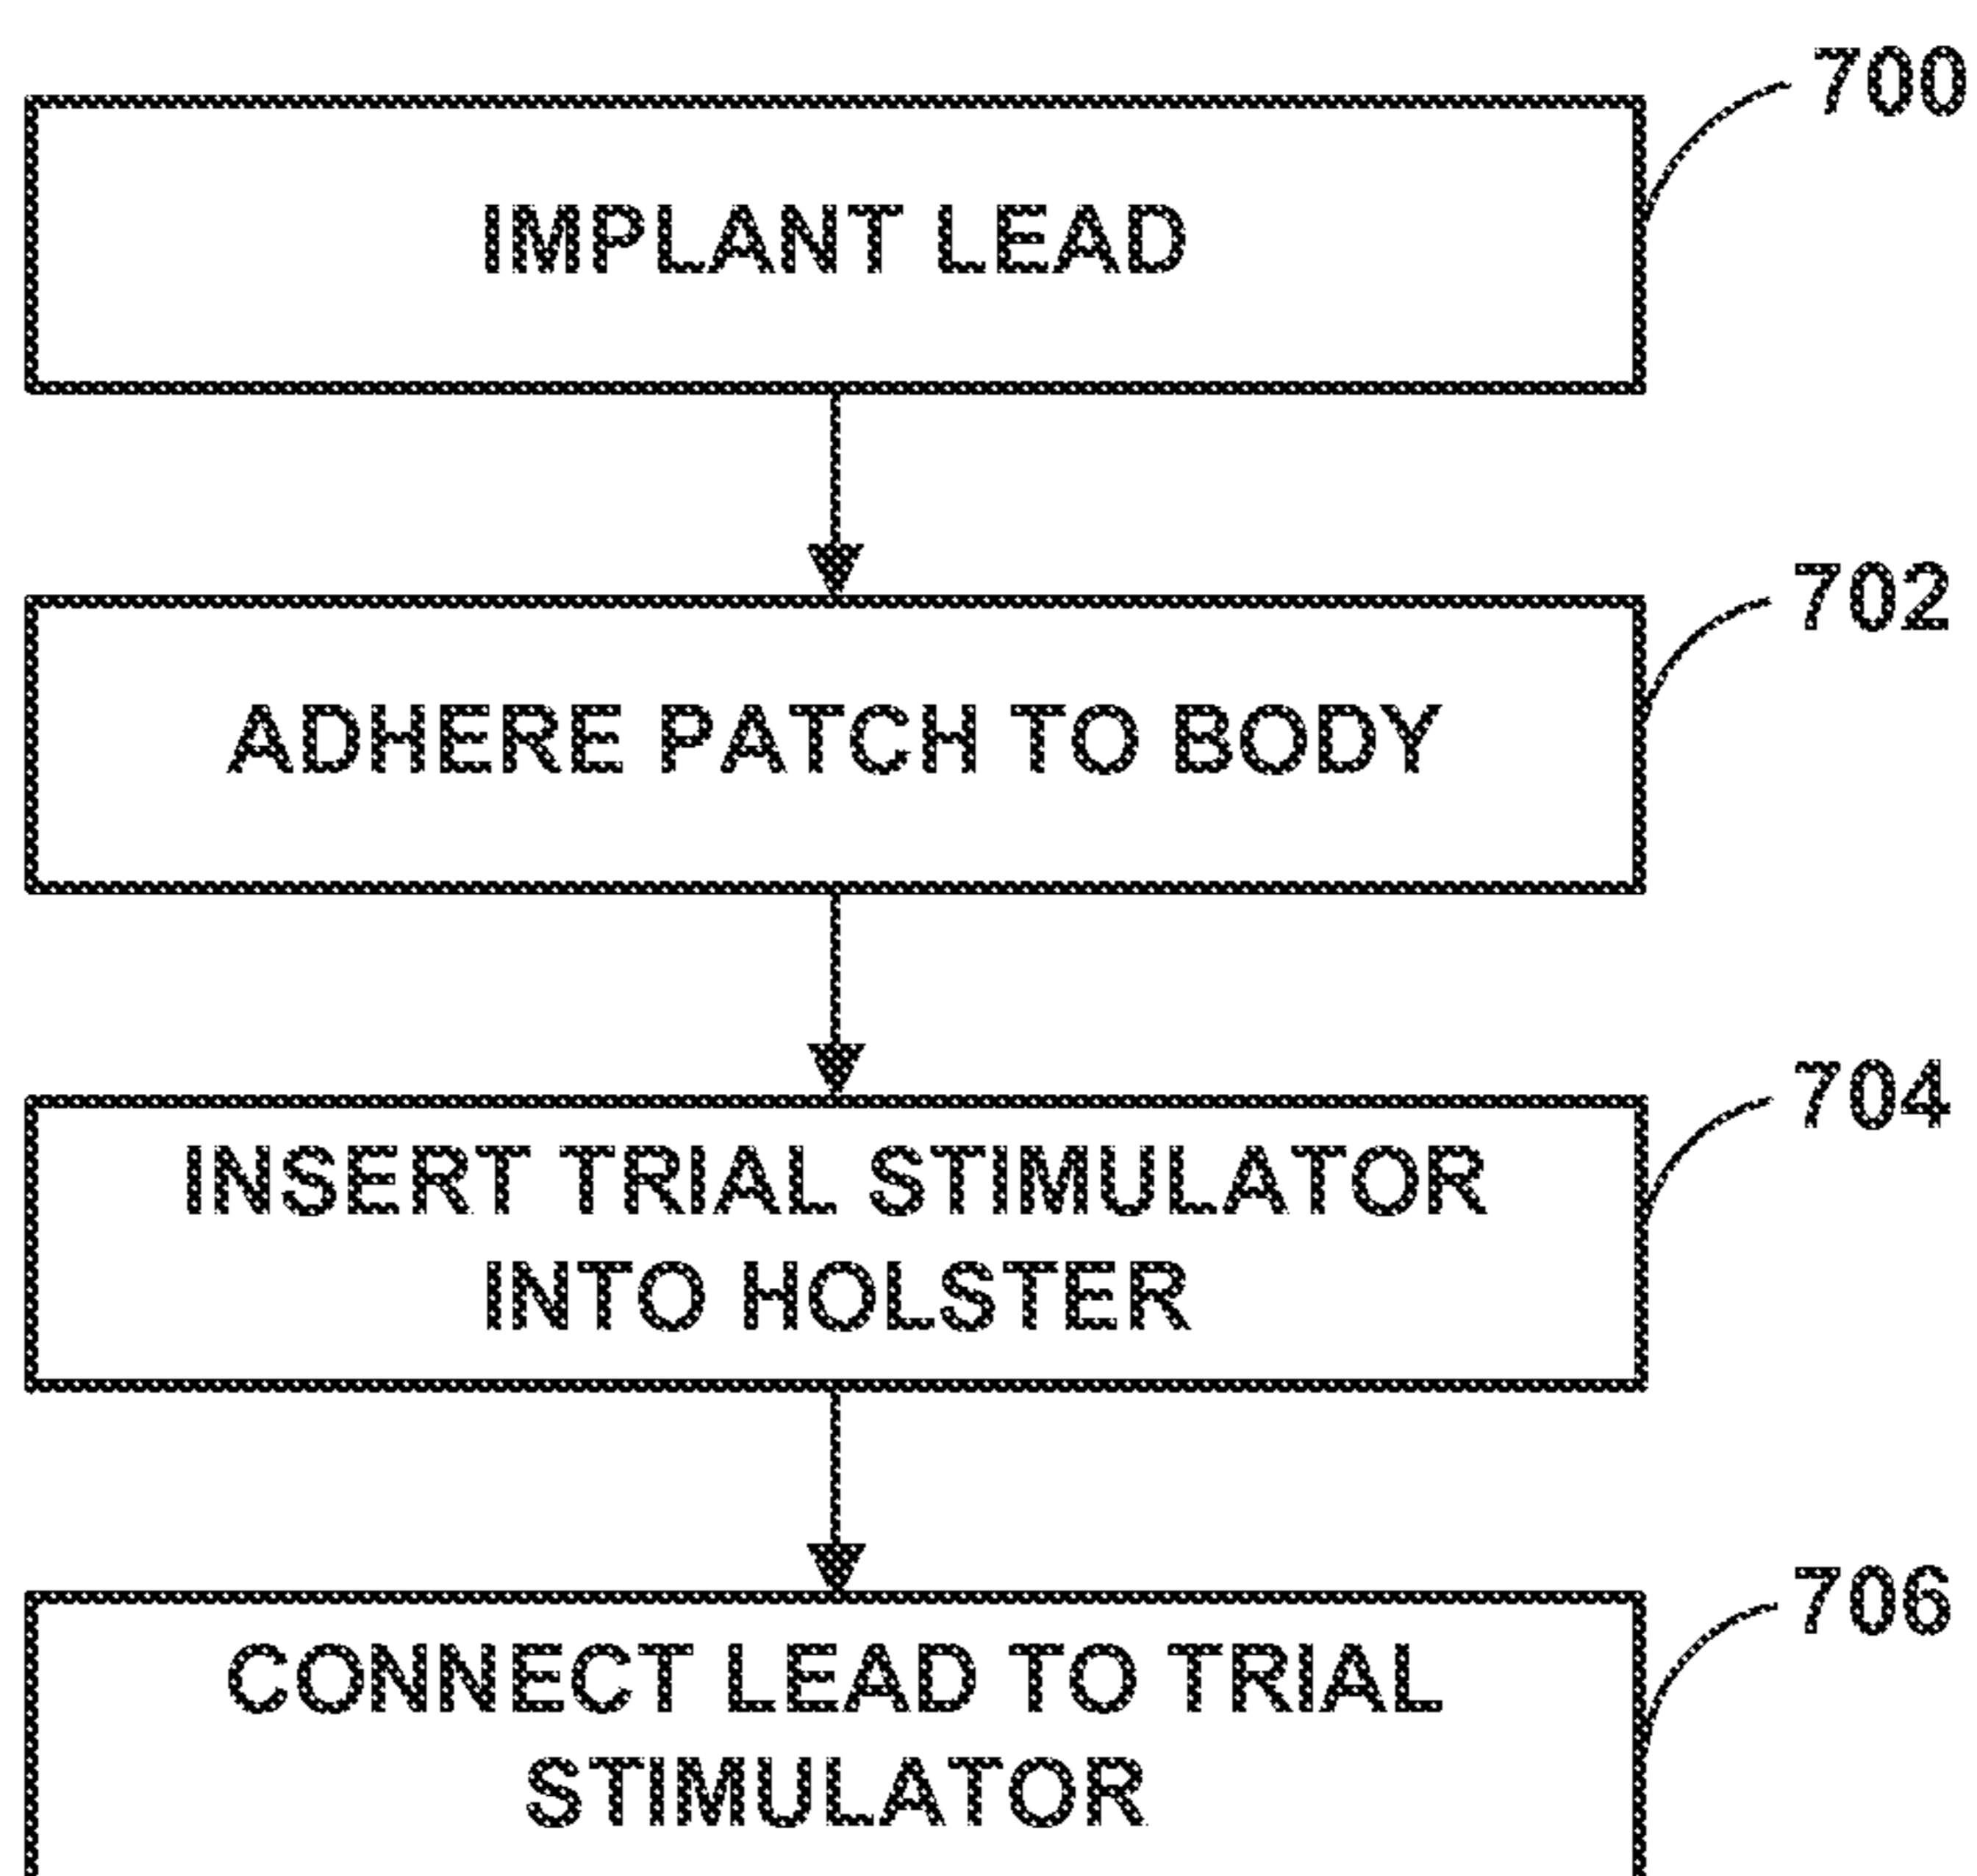 700
IMPLANT LEAD
702
ADHERE PATCH TO BODY
704
INSERT TRIAL STIMULATOR
INTO HOLSTER
706
CONNECT LEAD TO TRIAL
STIMULATOR